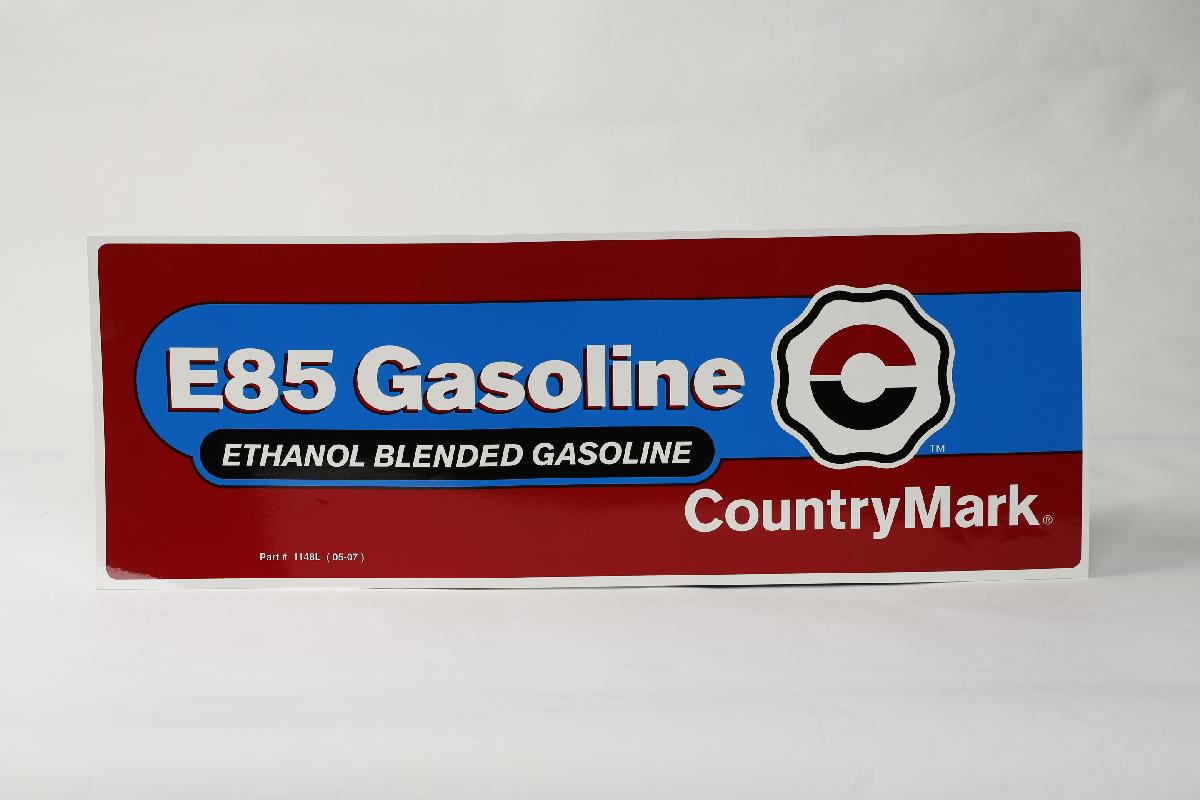 E85 Gasoline
ETHANOL BLENDED GASOLINE
TM
CountryMark®
Part # 1148L (05-07)